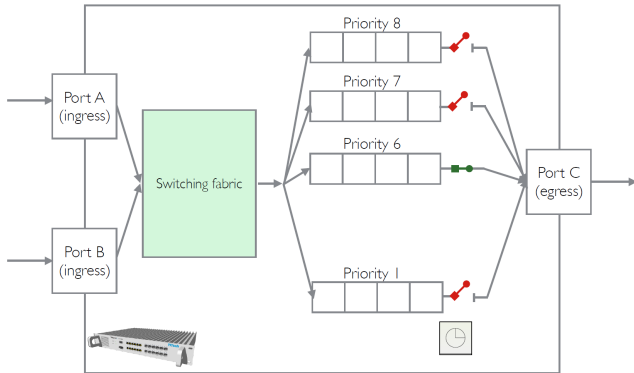 Priority 8
Priority 7
Port A
(ingress)
Priority 6
Switching fabric
Port C
(egress)
Port B
(ingress)
Priority 1